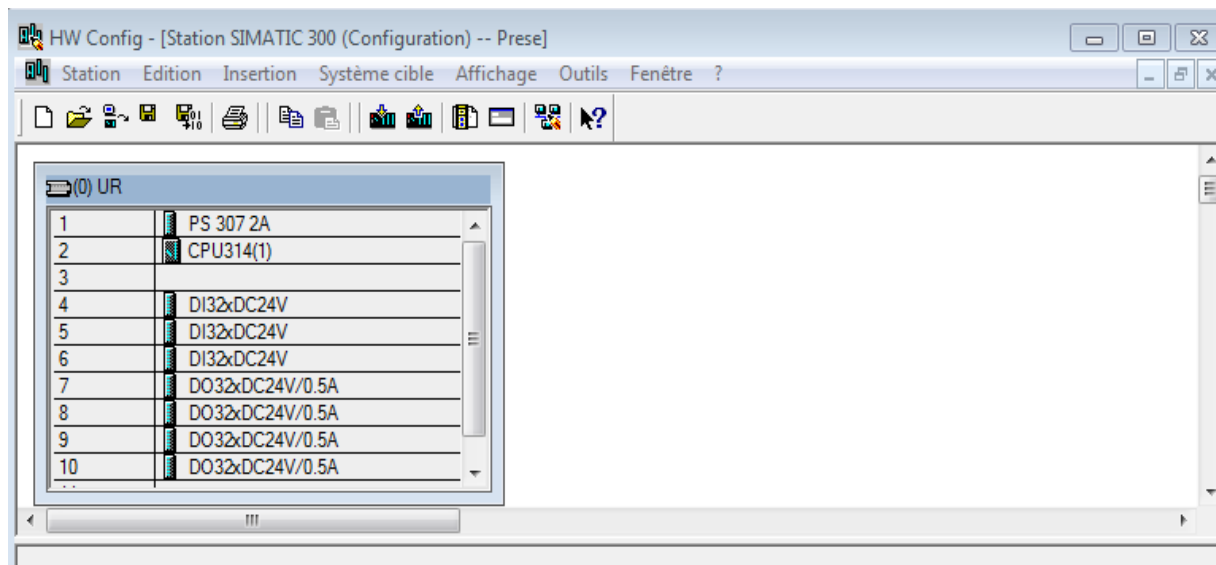 HW Config - [Station SIMATIC 300 (Configuration) -- Prese]
Station Edition Insertion Système cible Affichage Outils Fenêtre ?
(0) UR
1 PS 307 2A
2 CPU314(1)
3
4 DI32xDC24V
5 DI32xDC24V
6 DI32xDC24V
7 DO32xDC24V/0.5A
8 DO32xDC24V/0.5A
9 DO32xDC24V/0.5A
10 DO32xDC24V/0.5A